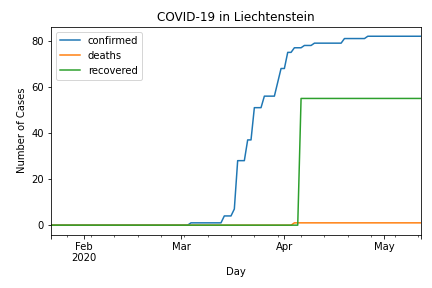 COVID-19 in Liechtenstein
confirmed
deaths
recovered
Number of Cases
80
60
40
20
0
Feb
2020
Mar
Apr
May
Day